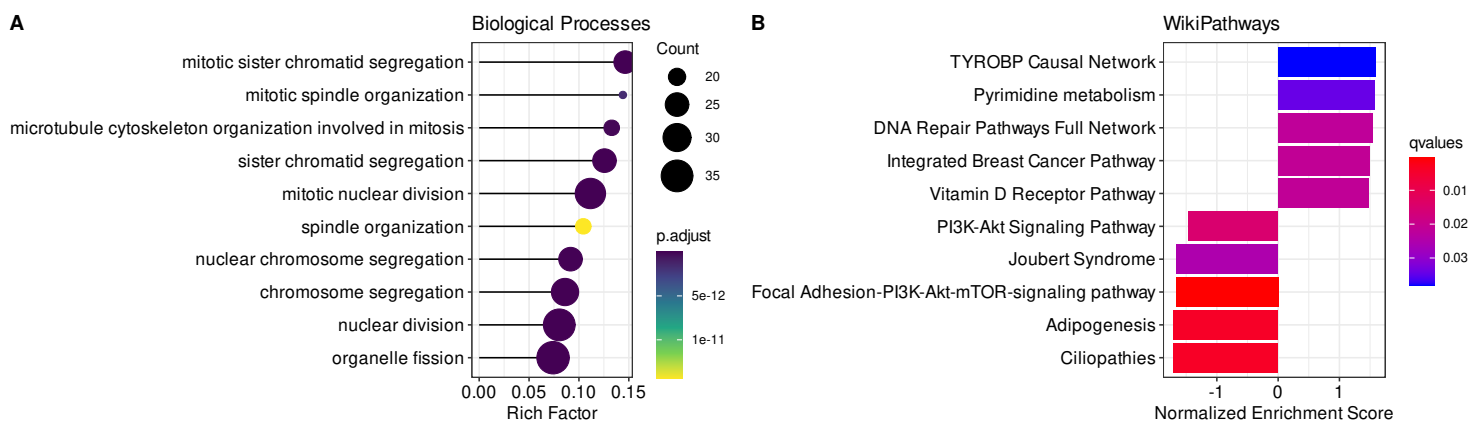 A
Biological Processes
mitotic sister chromatid segregation
mitotic spindle organization
microtubule cytoskeleton organization involved in mitosis
sister chromatid segregation
mitotic nuclear division
spindle organization
nuclear chromosome segregation
chromosome segregation
nuclear division
organelle fission
0.00 0.05 0.10 0.15
Rich Factor
Count
20
25
30
35
p.adjust
5e-12
1e-11
B
WikiPathways
TYROBP Causal Network
Pyrimidine metabolism
DNA Repair Pathways Full Network
Integrated Breast Cancer Pathway
Vitamin D Receptor Pathway
PI3K-Akt Signaling Pathway
Joubert Syndrome
Focal Adhesion-PI3K-Akt-mTOR-signaling pathway
Adipogenesis
Ciliopathies
-1 0 1
Normalized Enrichment Score
qvalues
0.01
0.02
0.03